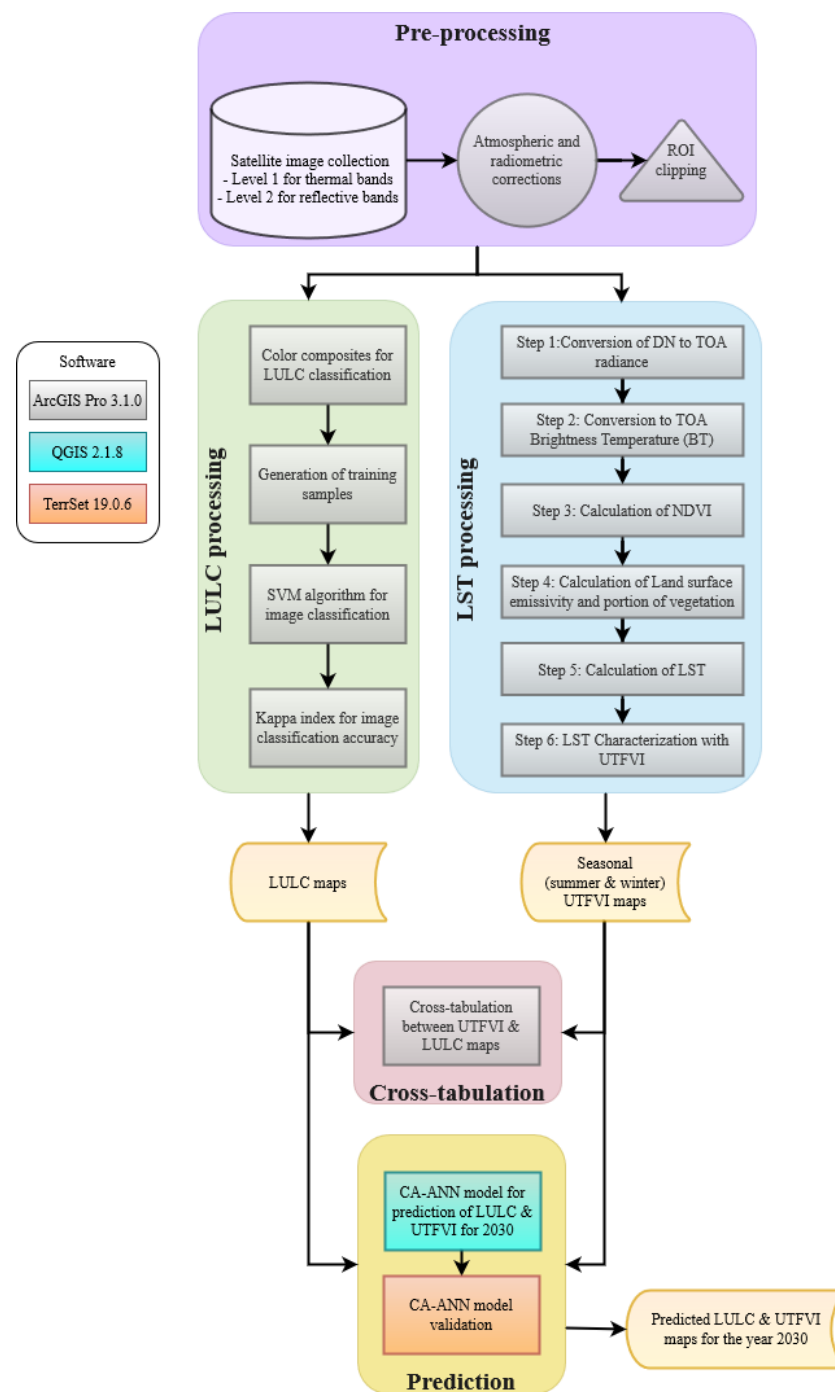 Pre-processing
Satellite image collection
- Level 1 for thermal bands
- Level 2 for reflective bands
Atmospheric and
radiometric
corrections
ROI
clipping
Software
ArcGIS Pro 3.1.0
QGIS 2.1.8
TerrSet 19.0.6
LULC processing
Color composites for
LULC classification
Generation of training
samples
SVM algorithm for
image classification
Kappa index for image
classification accuracy
LST processing
Step 1:Conversion of DN to TOA
radiance
Step 2: Conversion to TOA
Brightness Temperature (BT)
Step 3: Calculation of NDVI
Step 4: Calculation of Land surface
emissivity and portion of vegetation
Step 5: Calculation of LST
Step 6: LST Characterization with
UTFVI
LULC maps
Seasonal
(summer & winter)
UTFVI maps
Cross-tabulation
between UTFVI &
LULC maps
Cross-tabulation
CA-ANN model for
prediction of LULC &
UTFVI for 2030
CA-ANN model
validation
Prediction
Predicted LULC & UTFVI
maps for the year 2030